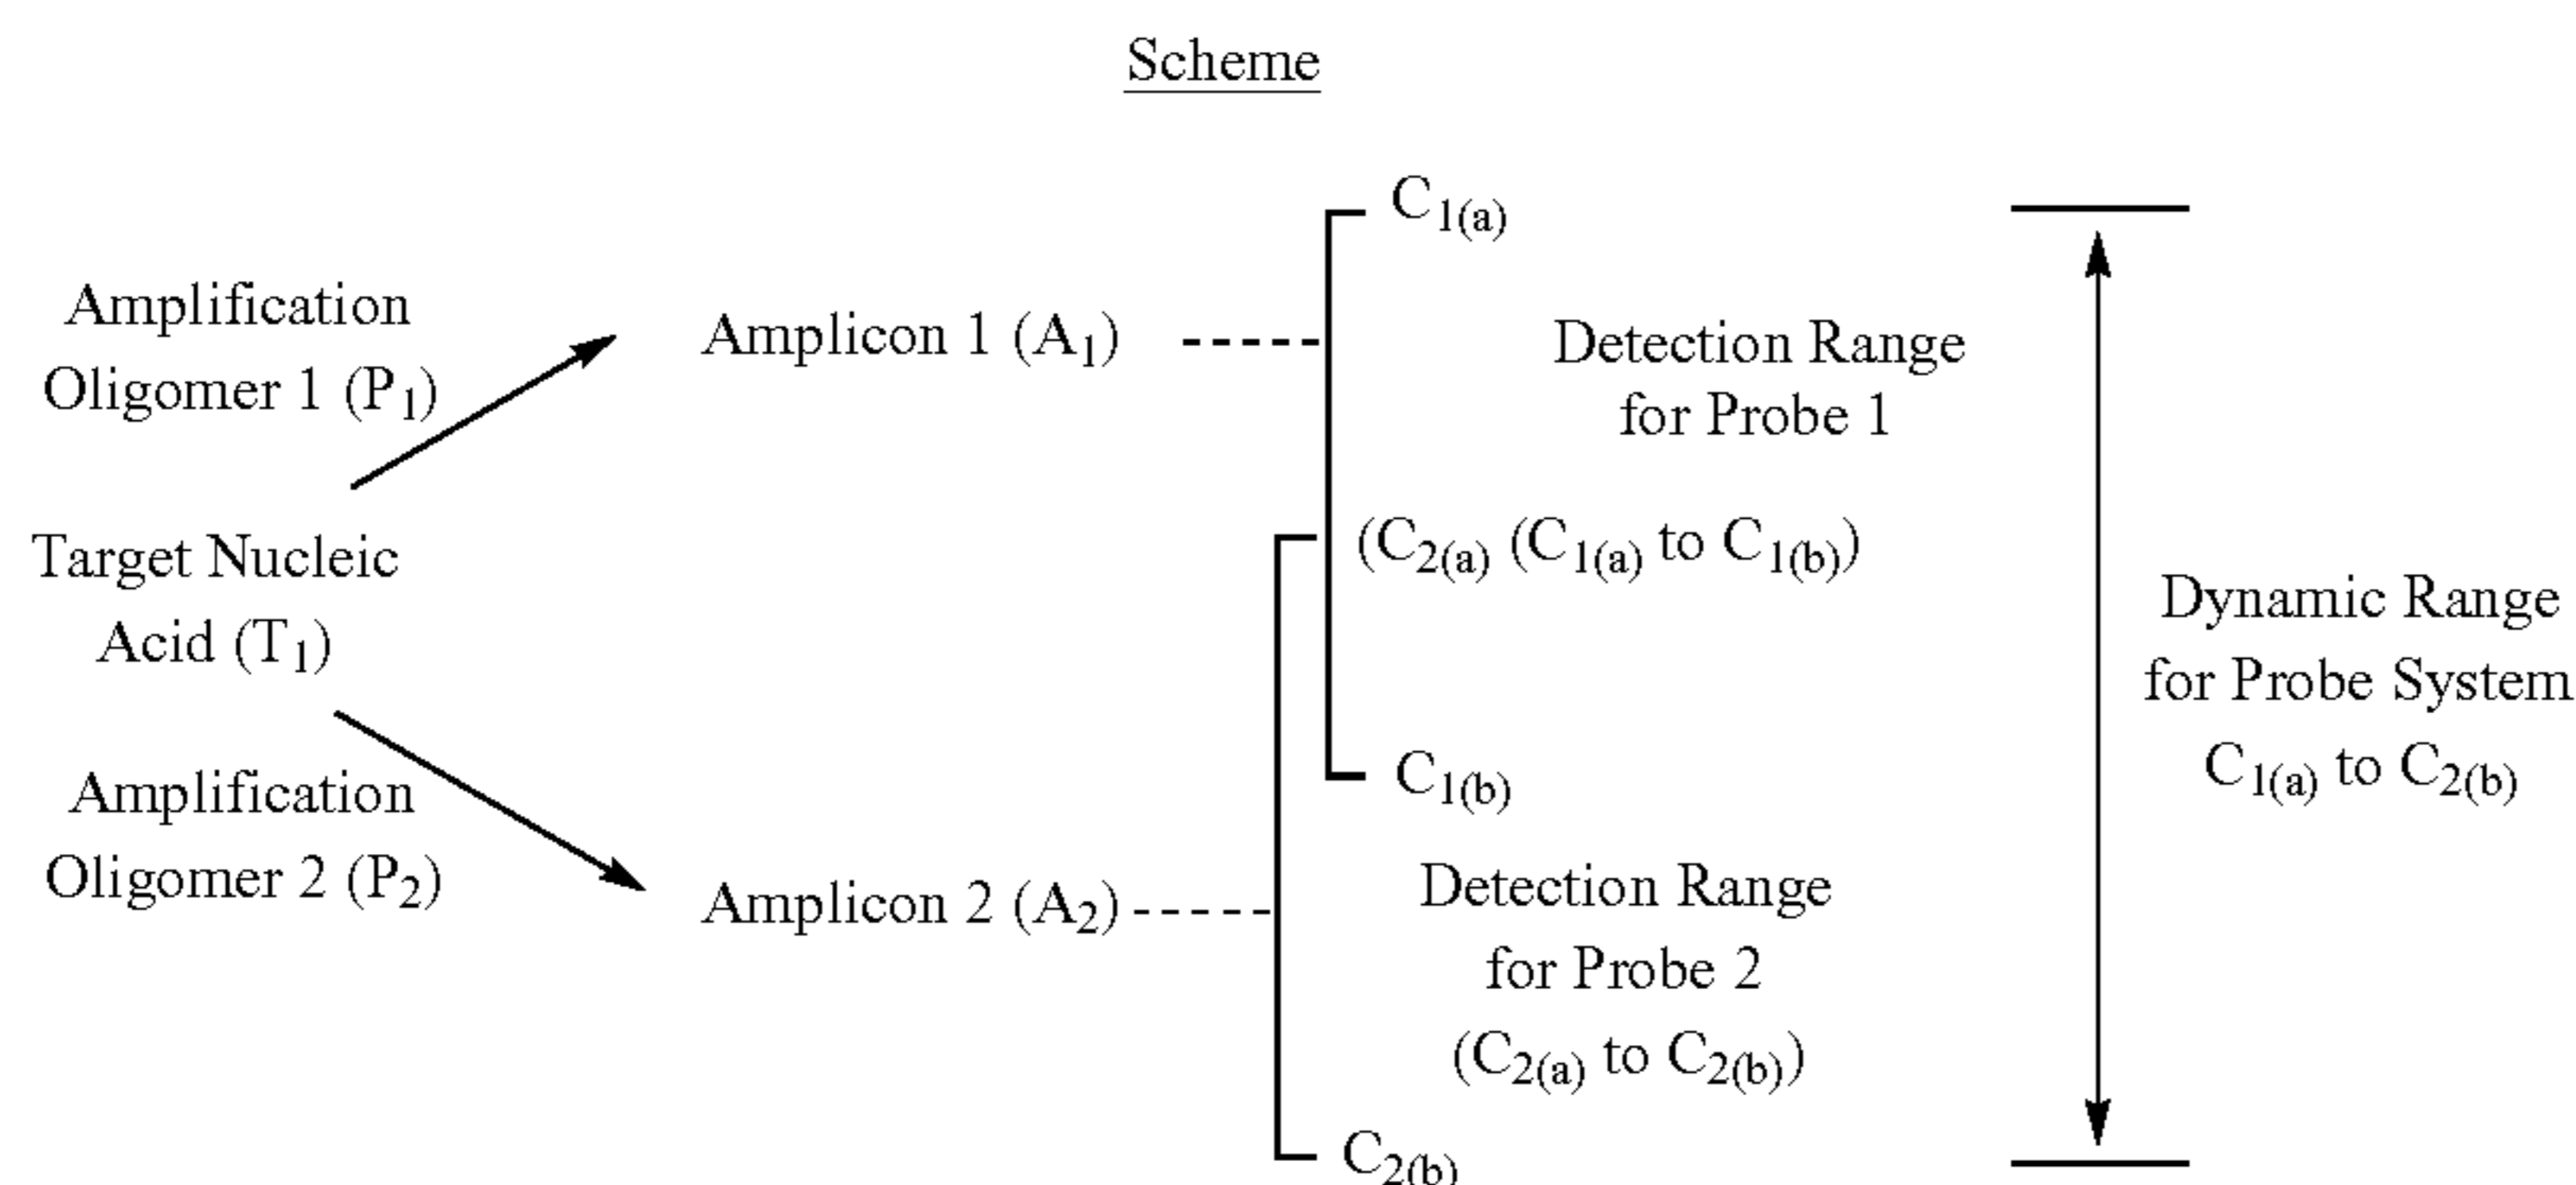 Scheme
Amplification
Oligomer 1 (P1)
Target Nucleic
Acid (T1)
Amplification
Oligomer 2 (P2)
Amplicon 1 (A1)
Amplicon 2 (A2)
C1(a)
Detection Range
for Probe 1
(C2(a) (C1(a) to C1(b))
C1(b)
Detection Range
for Probe 2
(C2(a) to C2(b))
C2(b)
Dynamic Range
for Probe System
C1(a) to C2(b)